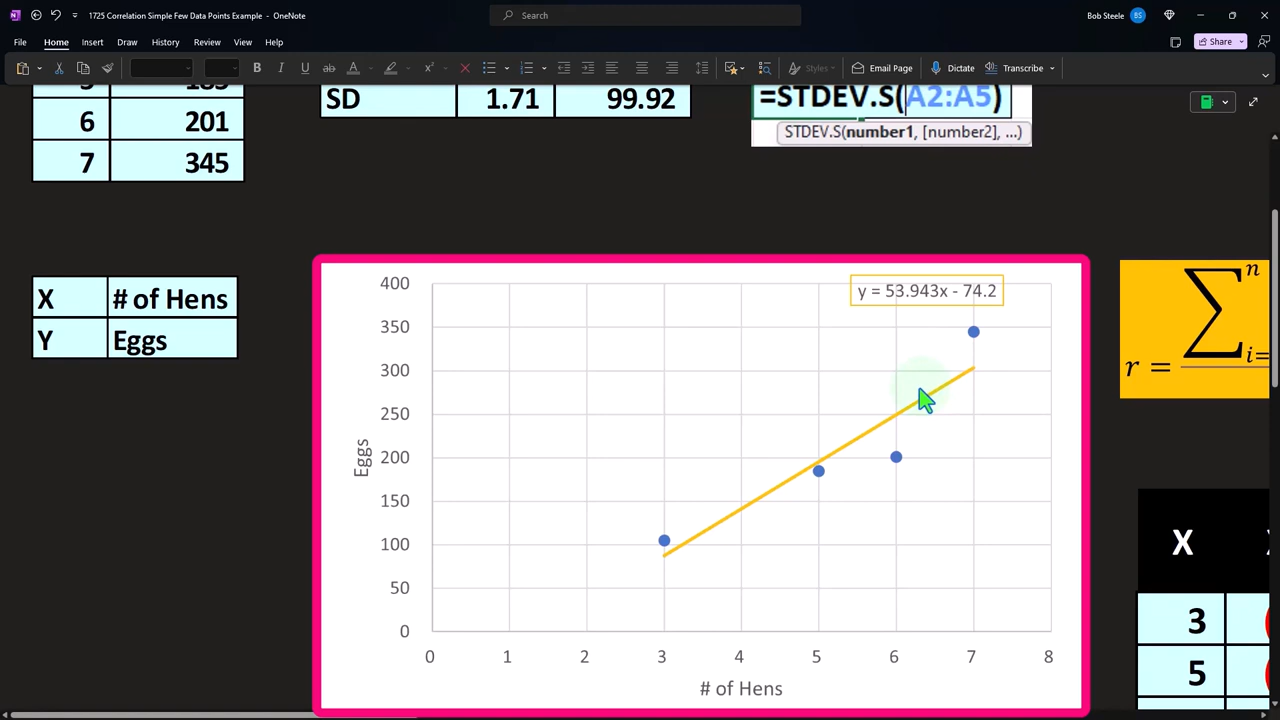 1725 Correlation Simple Few Data Points Example - OneNote
Search
Bob Steele
BS
File Home Insert Draw History Review View Help
Share
B I U ab A x
Styles
Email Page
Dictate
Transcribe
6 201
7 345
SD 1.71 99.92
=STDEV.S(A2:A5)
STDEV.S(number1, [number2], ...)
X # of Hens
Y Eggs
y = 53.943x - 74.2
400
350
300
250
200
150
100
50
0
Eggs
0 1 2 3 4 5 6 7 8
# of Hens
r = ∑ n i=
X
3
5